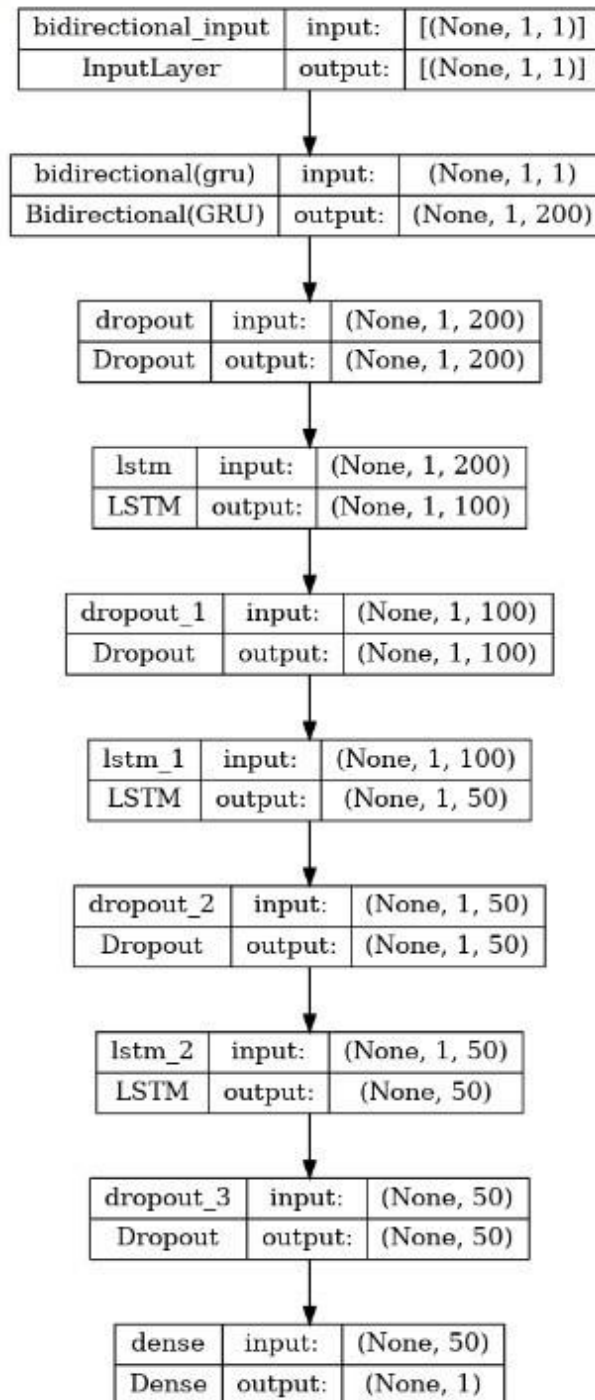 bidirectional_input input: [(None, 1, 1)]
InputLayer output: [(None, 1, 1)]
bidirectional(gru) input: (None, 1, 1)
Bidirectional(GRU) output: (None, 1, 200)
dropout input: (None, 1, 200)
Dropout output: (None, 1, 200)
lstm input: (None, 1, 200)
LSTM output: (None, 1, 100)
dropout_1 input: (None, 1, 100)
Dropout output: (None, 1, 100)
lstm_1 input: (None, 1, 100)
LSTM output: (None, 1, 50)
dropout_2 input: (None, 1, 50)
Dropout output: (None, 1, 50)
lstm_2 input: (None, 1, 50)
LSTM output: (None, 50)
dropout_3 input: (None, 50)
Dropout output: (None, 50)
dense input: (None, 50)
Dense output: (None, 1)